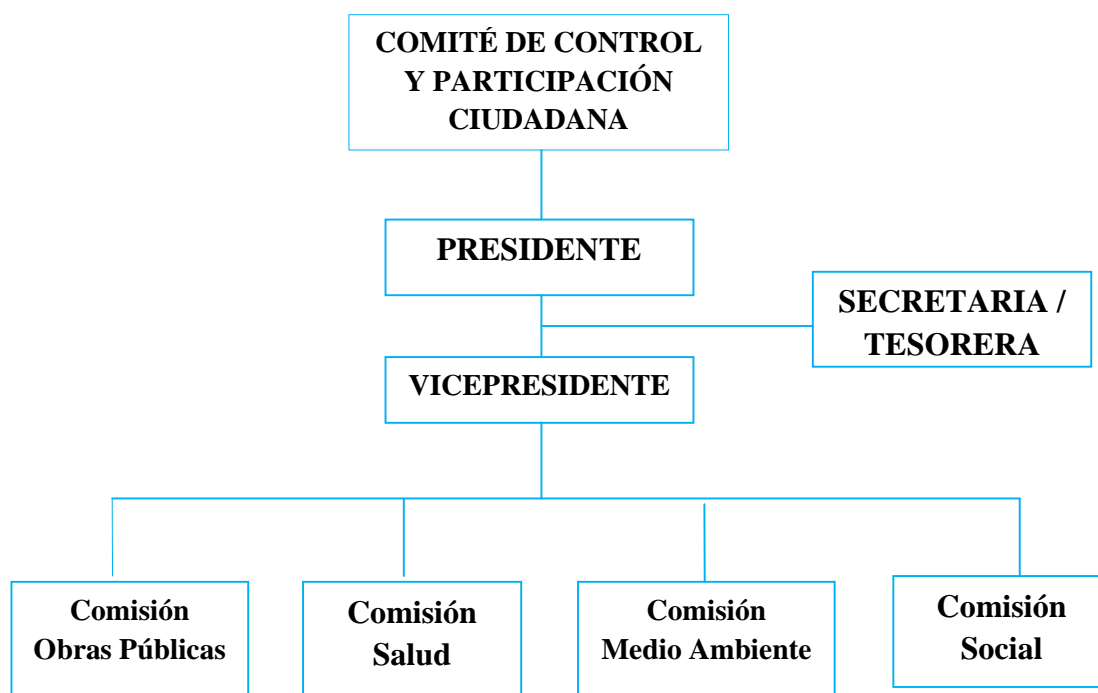 COMITÉ DE CONTROL
Y PARTICIPACIÓN
CIUDADANA
PRESIDENTE
SECRETARIA /
TESORERA
VICEPRESIDENTE
Comisión
Obras Públicas
Comisión
Salud
Comisión
Medio Ambiente
Comisión
Social